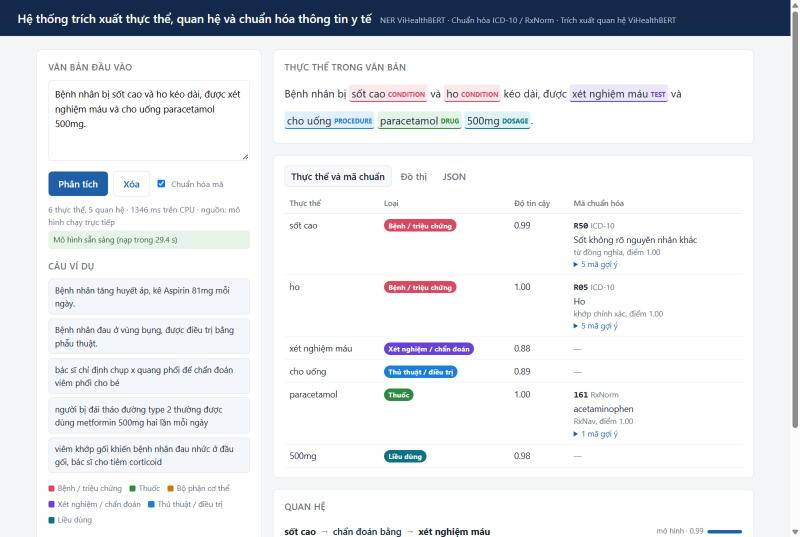 Hệ thống trích xuất thực thể, quan hệ và chuẩn hóa thông tin y tế NER ViHealthBERT · Chuẩn hóa ICD-10 / RxNorm · Trích xuất quan hệ ViHealthBERT
VĂN BẢN ĐẦU VÀO
Bệnh nhân bị sốt cao và ho kéo dài, được xét
nghiệm máu và cho uống paracetamol
500mg.
Phân tích Xóa Chuẩn hóa mã
6 thực thể, 5 quan hệ · 1346 ms trên CPU · nguồn: mô
hình chạy trực tiếp
Mô hình sẵn sàng (nạp trong 29.4 s)
CÂU VÍ DỤ
Bệnh nhân tăng huyết áp, kê Aspirin 81mg mỗi
ngày.
Bệnh nhân đau ở vùng bụng, được điều trị bằng
phẫu thuật.
bác sĩ chỉ định chụp x quang phổi để chẩn đoán
viêm phổi cho bé
người bị đái tháo đường type 2 thường được
dùng metformin 500mg hai lần mỗi ngày
viêm khớp gối khiến bệnh nhân đau nhức ở đầu
gối, bác sĩ cho tiêm corticoid
Bệnh / triệu chứng Thuốc Bộ phận cơ thể
Xét nghiệm / chẩn đoán Thủ thuật / điều trị
Liều dùng
THỰC THỂ TRONG VĂN BẢN
Bệnh nhân bị sốt cao CONDITION và ho CONDITION kéo dài, được xét nghiệm máu TEST và
cho uống PROCEDURE paracetamol DRUG 500mg DOSAGE .
Thực thể và mã chuẩn Đồ thị JSON
Thực thể Loại Độ tin cậy Mã chuẩn hóa
sốt cao Bệnh / triệu chứng 0.99 R50 ICD-10
Sốt không rõ nguyên nhân khác
từ đồng nghĩa, điểm 1.00
▶ 5 mã gợi ý
ho Bệnh / triệu chứng 1.00 R05 ICD-10
Ho
khớp chính xác, điểm 1.00
▶ 5 mã gợi ý
xét nghiệm máu Xét nghiệm / chẩn đoán 0.88 —
cho uống Thủ thuật / điều trị 0.89 —
paracetamol Thuốc 1.00 161 RxNorm
acetaminophen
RxNav, điểm 1.00
▶ 1 mã gợi ý
500mg Liều dùng 0.98 —
QUAN HỆ
sốt cao → chẩn đoán bằng → xét nghiệm máu mô hình · 0.99